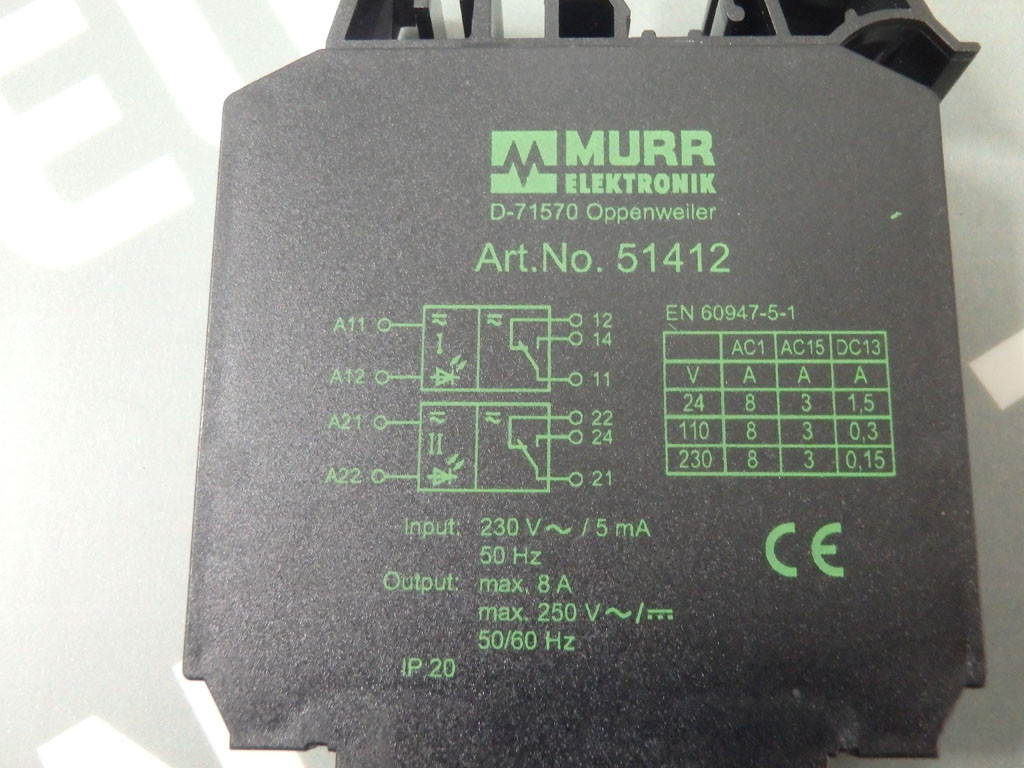 MURR
ELEKTRONIK
D-71570 Oppenweiler
Art.No. 51412
A11
I
12
14
A12
11
A21
II
22
24
A22
21
EN 60947-5-1
AC1 AC15 DC13
V A A A
24 8 3 1,5
110 8 3 0,3
230 8 3 0,15
Input: 230 V ~ / 5 mA
50 Hz
Output: max. 8 A
max. 250 V ~/⎓
50/60 Hz
IP 20
CE